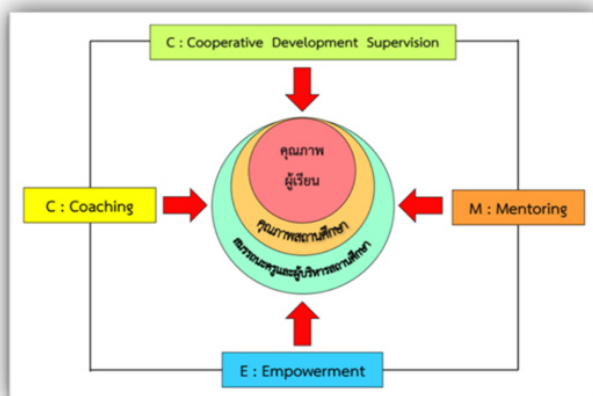 C : Cooperative Development Supervision
คุณภาพ
ผู้เรียน
C : Coaching
M : Mentoring
คุณภาพสถานศึกษา
สมรรถนะครูและผู้บริหารสถานศึกษา
E : Empowerment